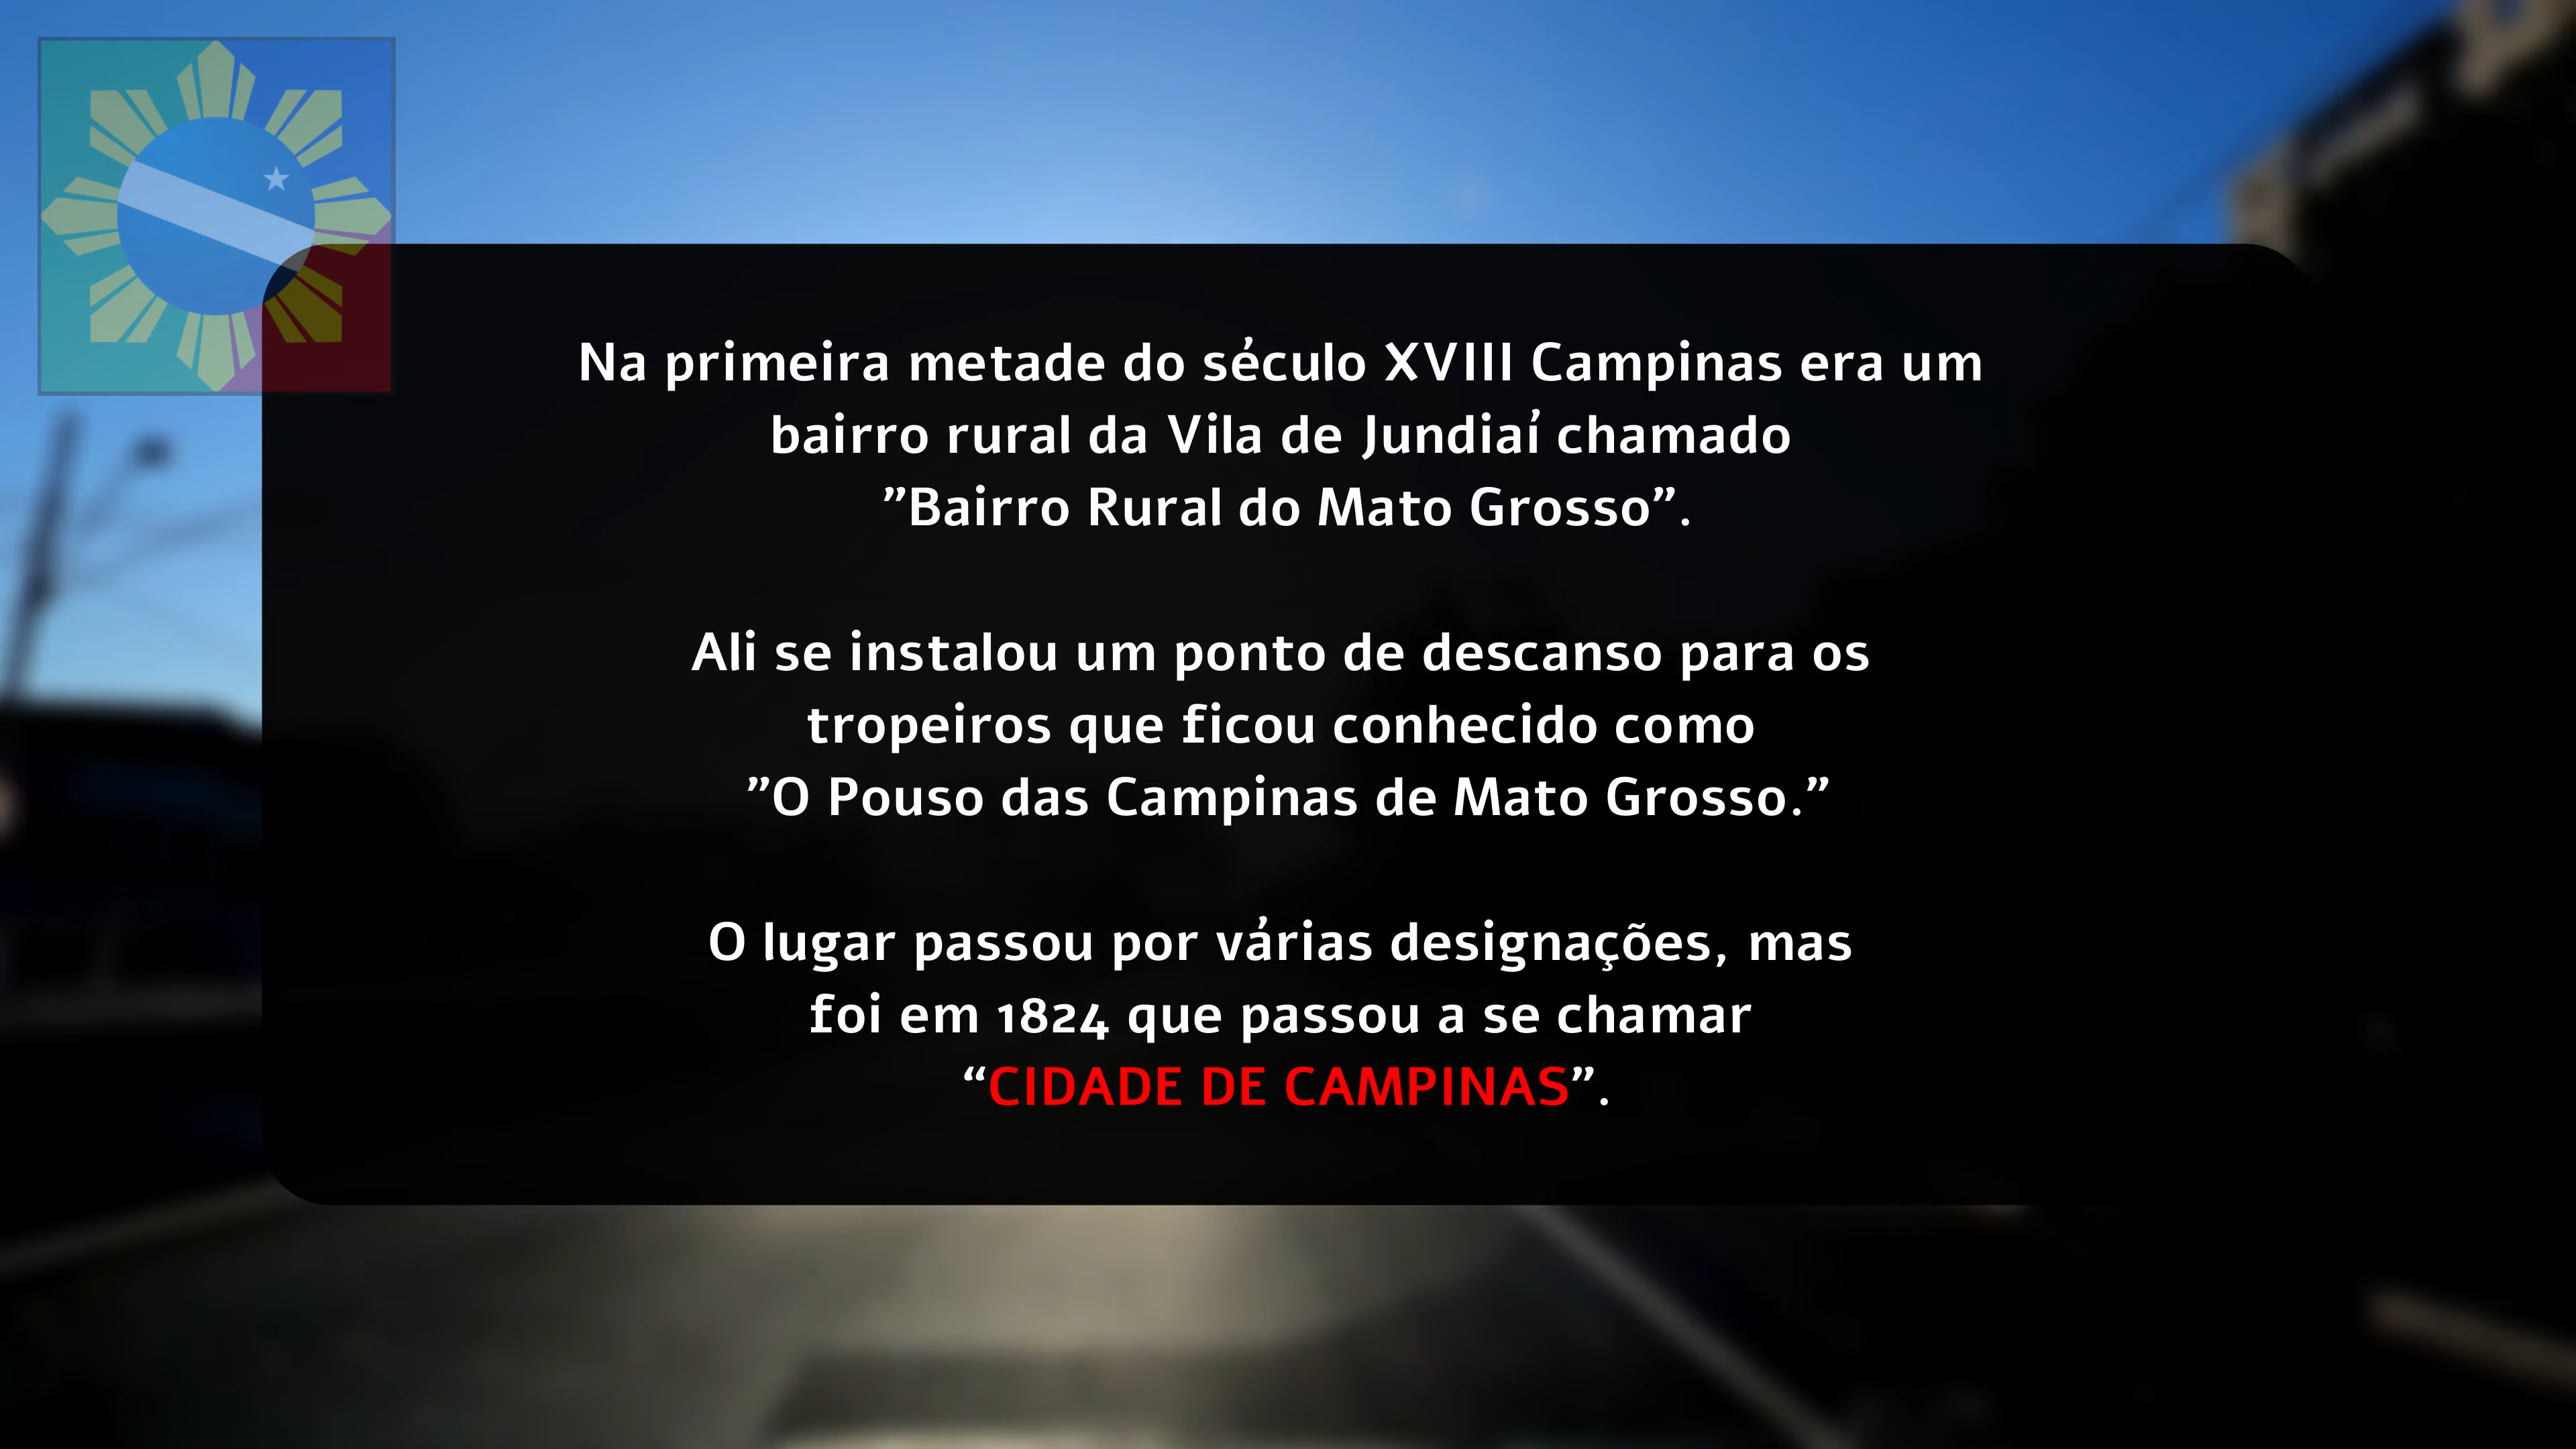 Na primeira metade do século XVIII Campinas era um
bairro rural da Vila de Jundiaí chamado
”Bairro Rural do Mato Grosso”.
Ali se instalou um ponto de descanso para os
tropeiros que ficou conhecido como
”O Pouso das Campinas de Mato Grosso.”
O lugar passou por várias designações, mas
foi em 1824 que passou a se chamar
“CIDADE DE CAMPINAS”.